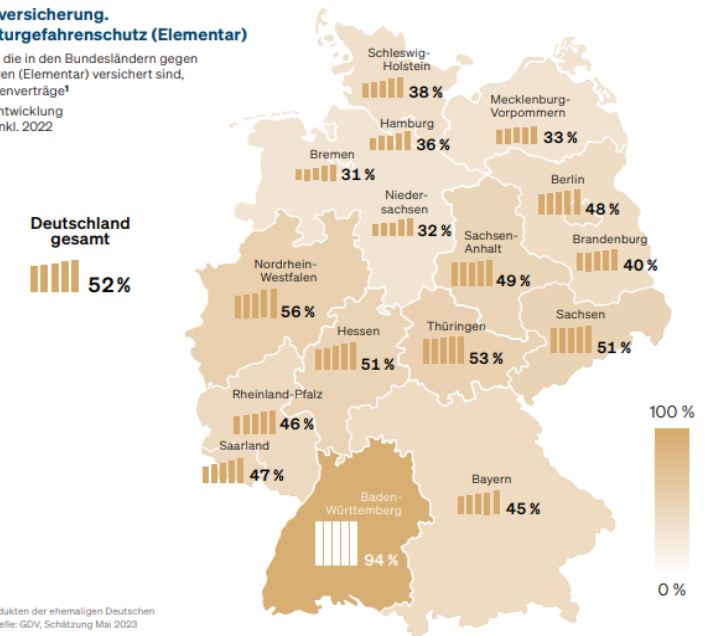 versicherung.
turgefahrenschutz (Elementar)
die in den Bundesländern gegen
ren (Elementar) versichert sind,
enverträge¹
ntwicklung
nkl. 2022
Deutschland
gesamt
52 %
Schleswig-
Holstein
38 %
Hamburg
36 %
Mecklenburg-
Vorpommern
33 %
Bremen
31 %
Nieder-
sachsen
32 %
Berlin
48 %
Brandenburg
40 %
Sachsen-
Anhalt
49 %
Nordrhein-
Westfalen
56 %
Hessen
51 %
Thüringen
53 %
Sachsen
51 %
Rheinland-Pfalz
46 %
Saarland
47 %
Baden-
Württemberg
94 %
Bayern
45 %
100 %
0 %
dukten der ehemaligen Deutschen
elle: GDV, Schätzung Mai 2023